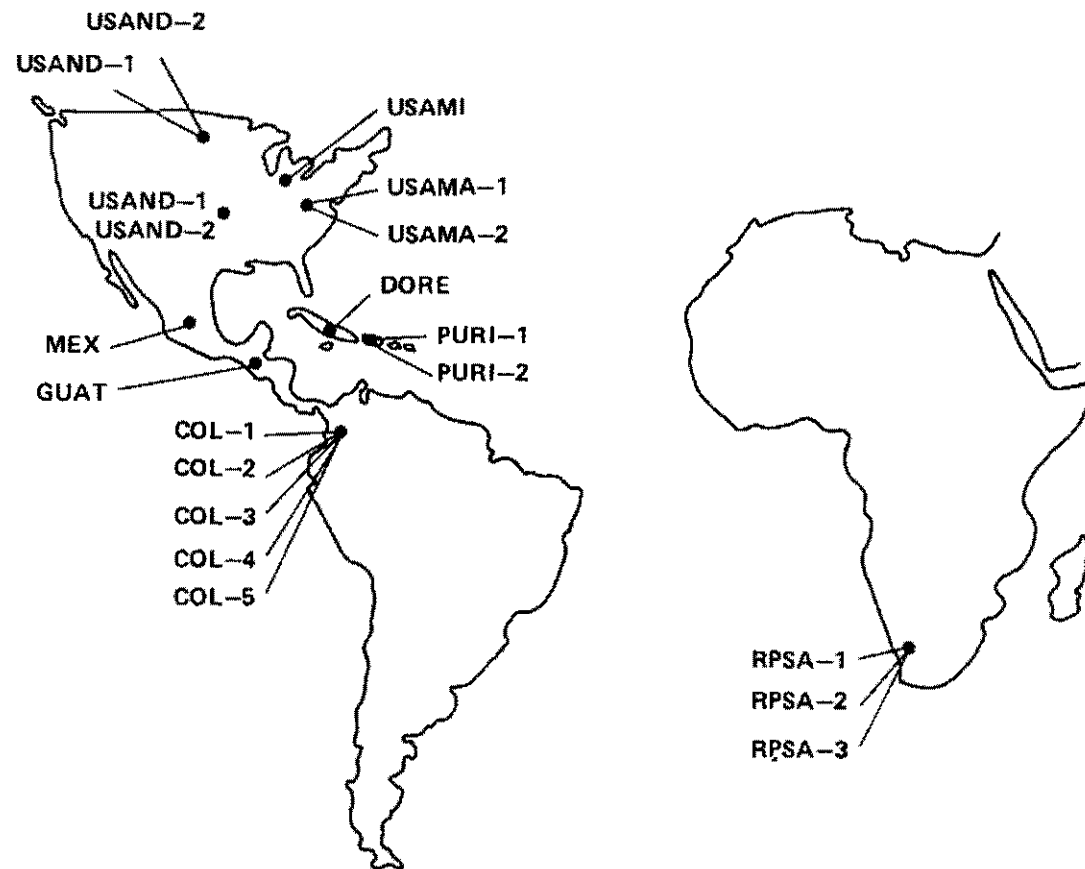 USAND–2
USAND–1
USAMI
USAMA–1
USAND–1
USAND–2
USAMA–2
DORE
MEX
PURI–1
GUAT
PURI–2
COL–1
COL–2
COL–3
COL–4
COL–5
RPSA–1
RPSA–2
RPSA–3